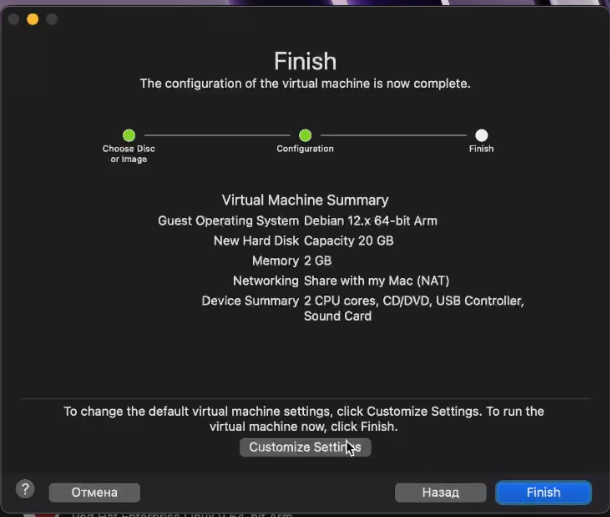 Finish
The configuration of the virtual machine is now complete.
Choose Disc
or Image
Configuration
Finish
Virtual Machine Summary
Guest Operating System Debian 12.x 64-bit Arm
New Hard Disk Capacity 20 GB
Memory 2 GB
Networking Share with my Mac (NAT)
Device Summary 2 CPU cores, CD/DVD, USB Controller,
Sound Card
To change the default virtual machine settings, click Customize Settings. To run the
virtual machine now, click Finish.
Customize Settings
?
Отмена
Назад
Finish